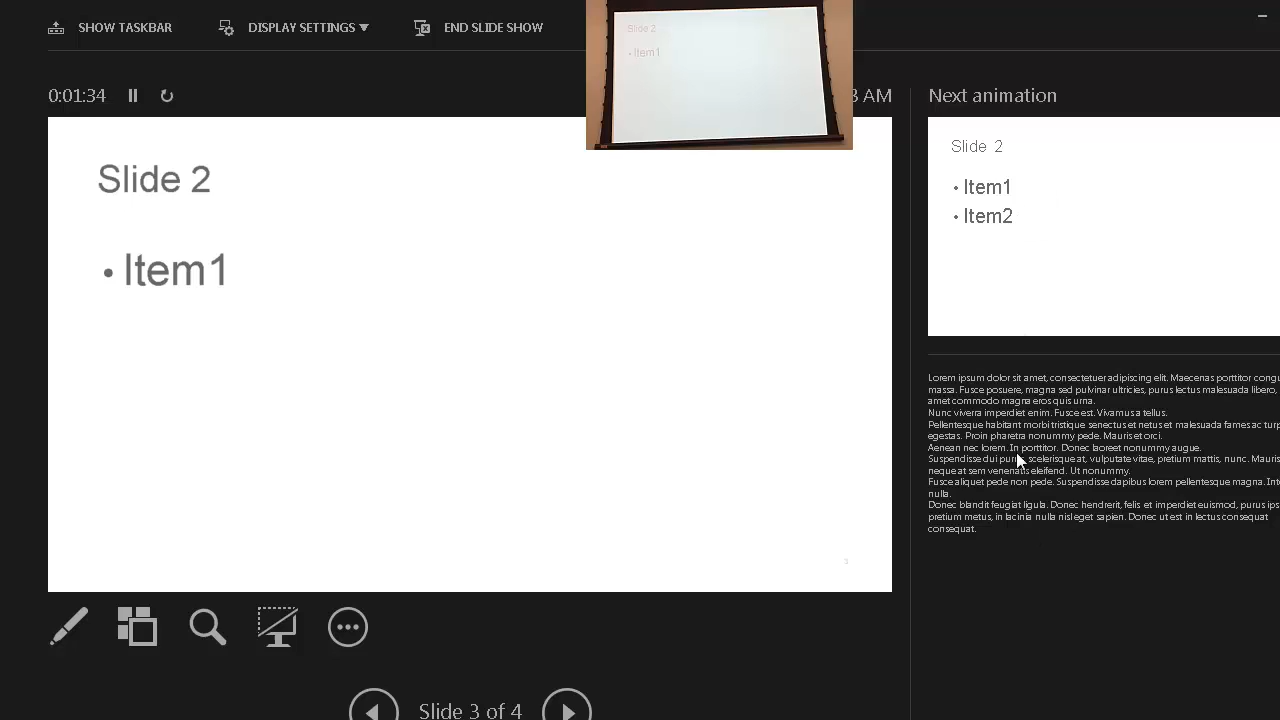 SHOW TASKBAR
DISPLAY SETTINGS
END SLIDE SHOW
Slide 2
• Item1
0:01:34
AM
Next animation
Slide 2
• Item1
Slide 2
• Item1
• Item2
Lorem ipsum dolor sit amet, consectetuer adipiscing elit. Maecenas porttitor
massa. Fusce posuere, magna sed pulvinar ultricies, purus lectus malesuada libero,
amet commodo magna eros quis urna.
Nunc viverra imperdiet enim. Fusce est. Vivamus a tellus.
Pellentesque habitant morbi tristique senectus et netus et malesuada fames ac
egestas. Proin pharetra nonummy pede. Mauris et orci.
Aenean nec lorem. In porttitor. Donec laoreet nonummy augue.
Suspendisse dui purus, scelerisque at, vulputate vitae, pretium mattis, nunc. Mauris
neque at sem venenatis eleifend. Ut nonummy.
Fusce aliquet pede non pede. Suspendisse dapibus lorem pellentesque magna.
nulla.
Donec blandit feugiat ligula. Donec hendrerit, felis et imperdiet euismod, purus
pretium metus, in lacinia nulla nisl eget sapien. Donec ut est in lectus consequat
consequat.
3
Slide 3 of 4